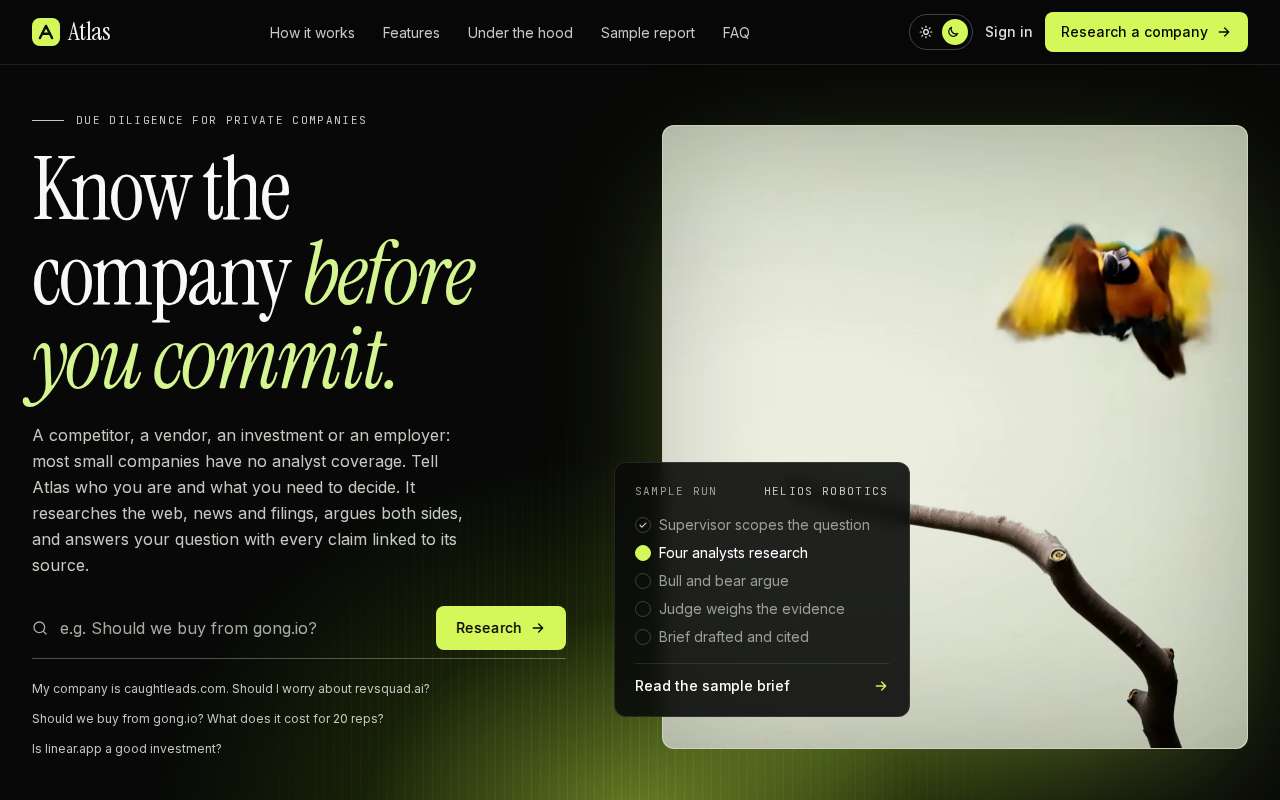 Atlas
How it works
Features
Under the hood
Sample report
FAQ
Sign in
Research a company
DUE DILIGENCE FOR PRIVATE COMPANIES
Know the
company before
you commit.
A competitor, a vendor, an investment or an employer:
most small companies have no analyst coverage. Tell
Atlas who you are and what you need to decide. It
researches the web, news and filings, argues both sides,
and answers your question with every claim linked to its
source.
e.g. Should we buy from gong.io?
Research
My company is caughtleads.com. Should I worry about revsquad.ai?
Should we buy from gong.io? What does it cost for 20 reps?
Is linear.app a good investment?
SAMPLE RUN
HELIOS ROBOTICS
Supervisor scopes the question
Four analysts research
Bull and bear argue
Judge weighs the evidence
Brief drafted and cited
Read the sample brief